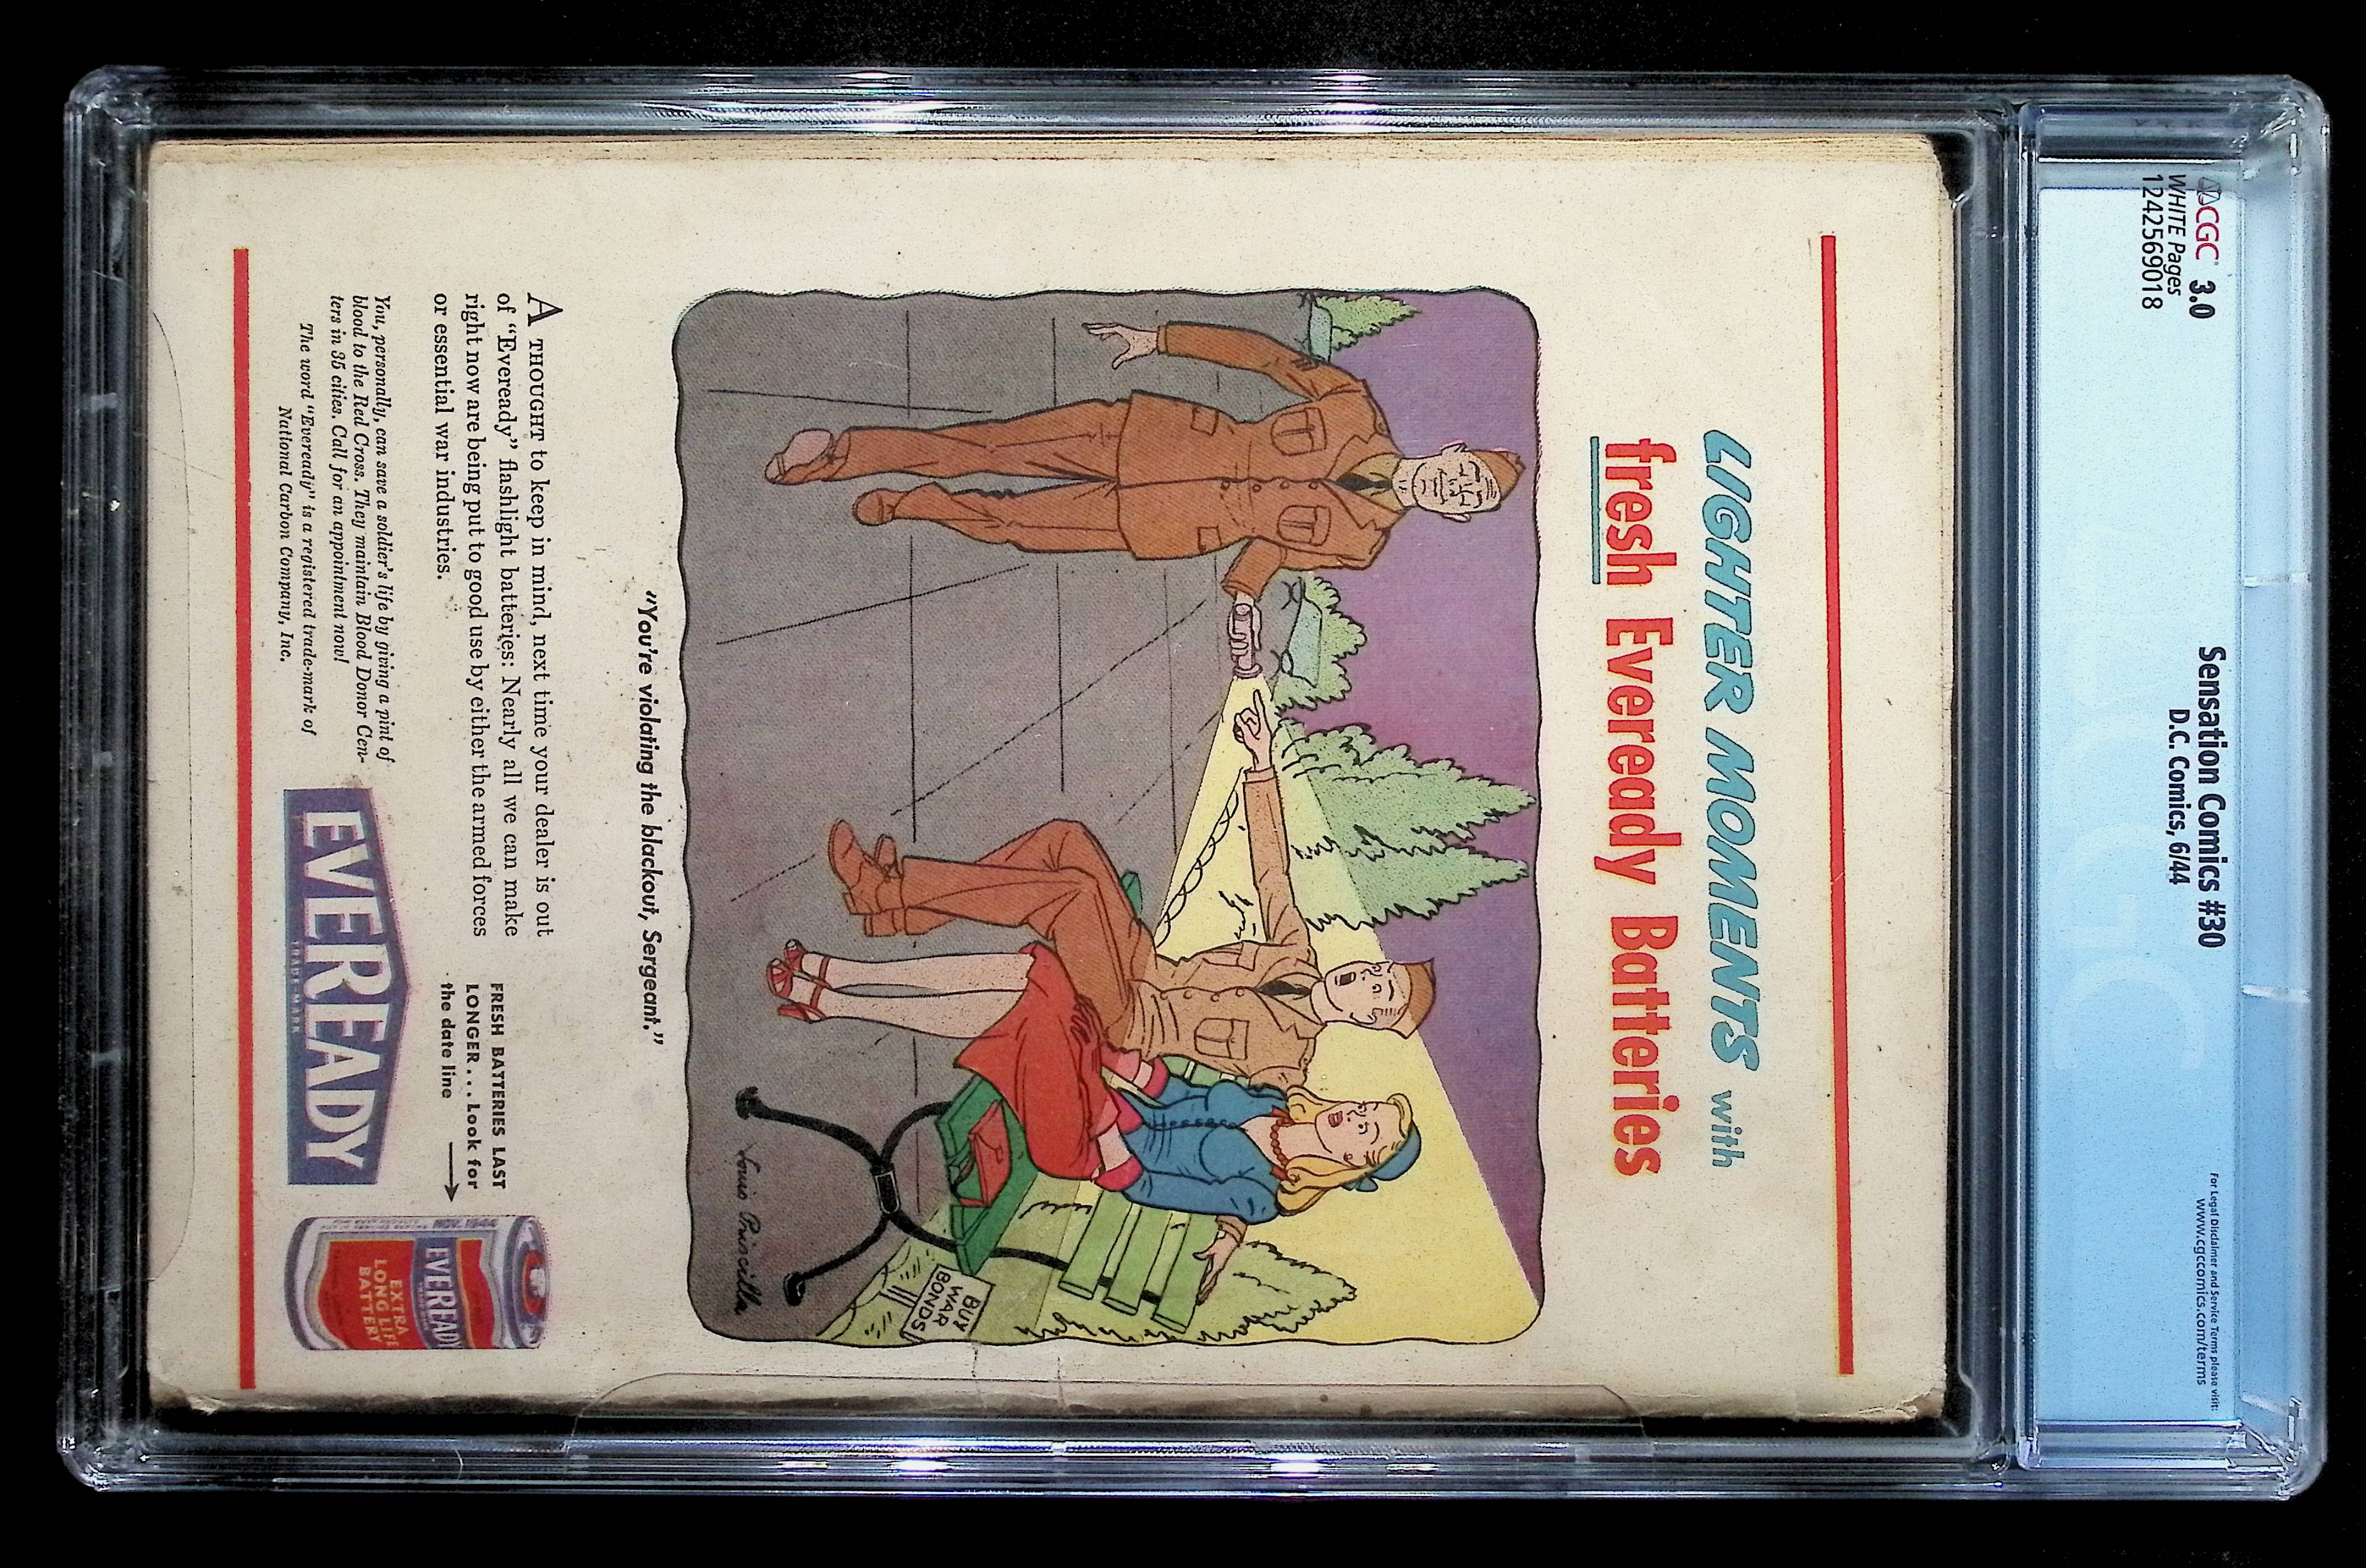 CGC 3.0
WHITE Pages
1242569018
Sensation Comics #30
D.C. Comics, 6/44
For Legal Disclaimer and Service Terms please visit:
www.cgccomics.com/terms
LIGHTER MOMENTS with
fresh Eveready Batteries
BUY
WAR
BONDS
Louis Priscilla
"You're violating the blackout, Sergeant."
A THOUGHT to keep in mind, next time your dealer is out
of "Eveready" flashlight batteries: Nearly all we can make
right now are being put to good use by either the armed forces
or essential war industries.
You, personally, can save a soldier's life by giving a pint of
blood to the Red Cross. They maintain Blood Donor Cen-
ters in 35 cities. Call for an appointment now!
The word "Eveready" is a registered trade-mark of
National Carbon Company, Inc.
FRESH BATTERIES LAST
LONGER... Look for
the date line
EVEREADY
TRADE-MARK
NOV. 1944
EVEREADY
EXTRA
LONG LIFE
BATTERY